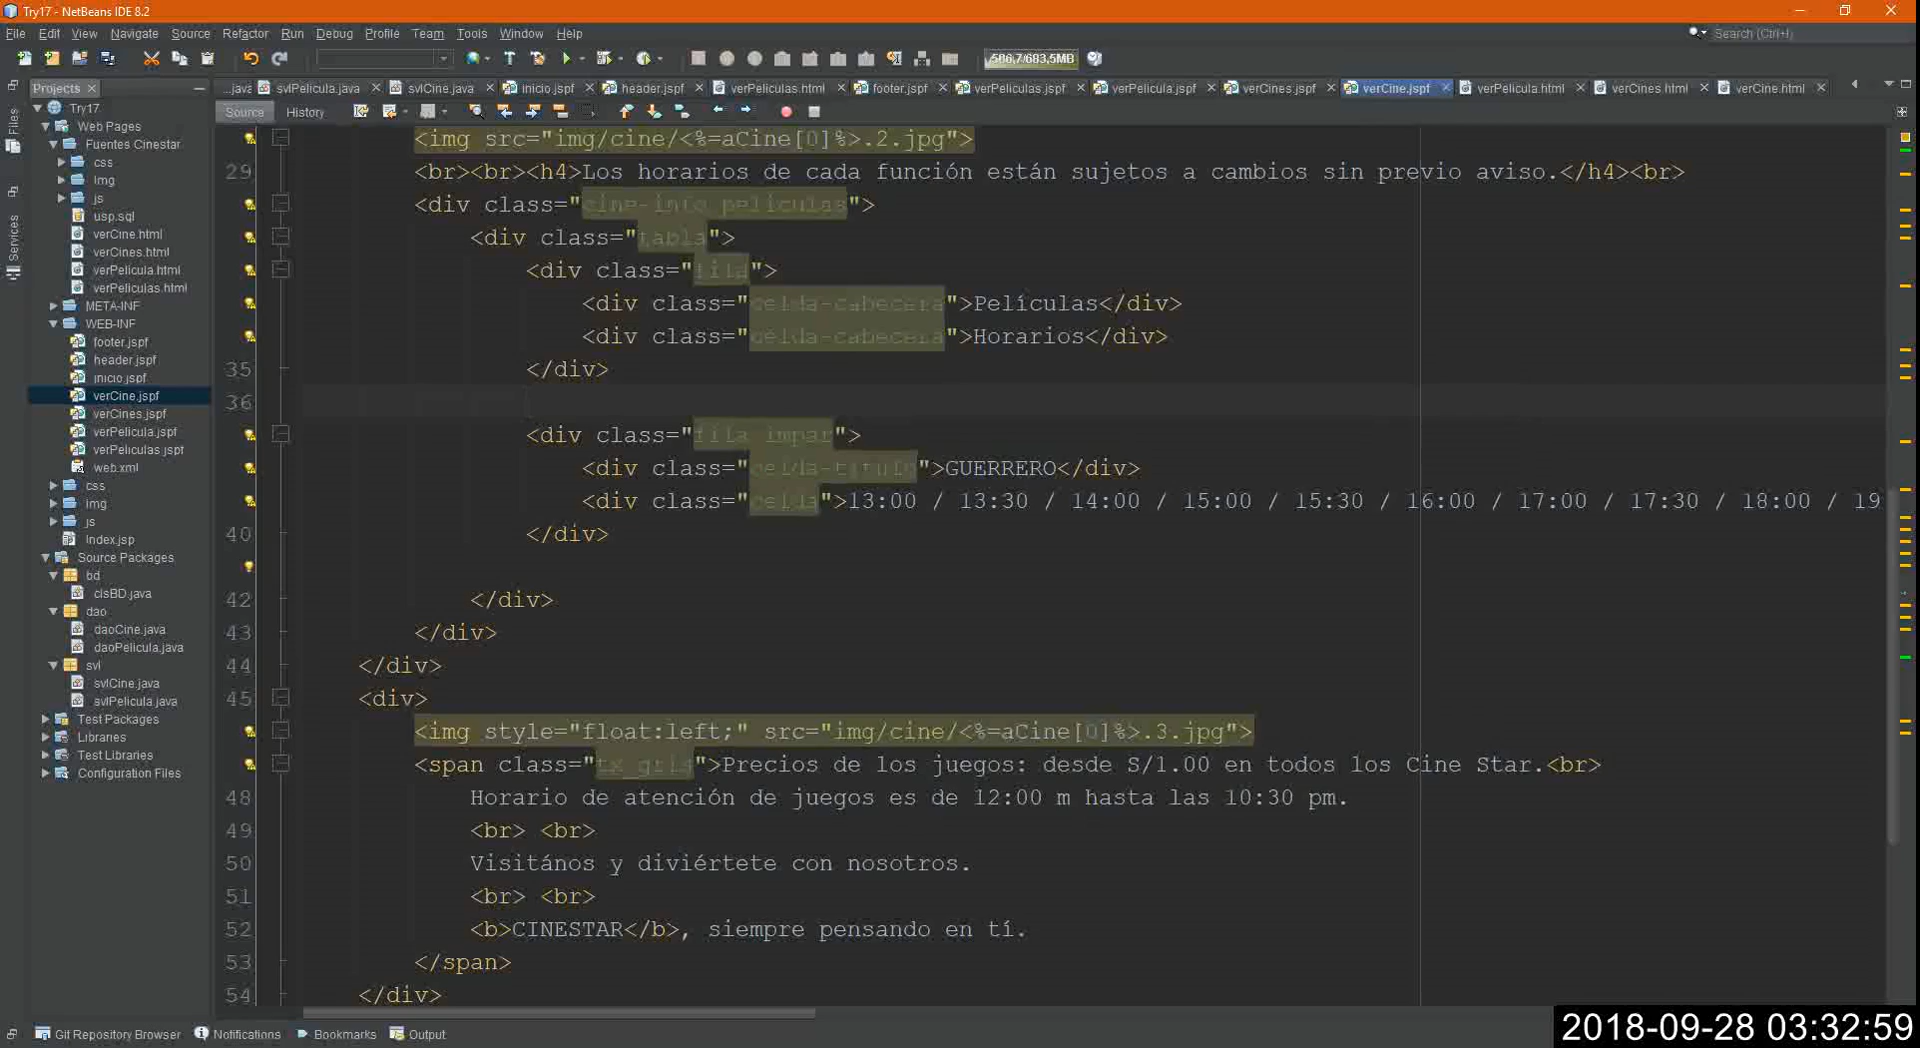 Try17 - NetBeans IDE 8.2
File Edit View Navigate Source Refactor Run Debug Profile Team Tools Window Help
Search (Ctrl+I)
586,7/683,5MB
Projects
...java svlPelicula.java svlCine.java inicio.jspf header.jspf verPeliculas.html footer.jspf verPeliculas.jspf verPelicula.jspf verCines.jspf verCine.jspf verPelicula.html verCines.html verCine.html
Source History
Files
Services
Try17
Web Pages
Fuentes Cinestar
css
img
js
usp.sql
verCine.html
verCines.html
verPelicula.html
verPeliculas.html
META-INF
WEB-INF
footer.jspf
header.jspf
inicio.jspf
verCine.jspf
verCines.jspf
verPelicula.jspf
verPeliculas.jspf
web.xml
css
img
js
index.jsp
Source Packages
bd
clsBD.java
dao
daoCine.java
daoPelicula.java
svl
svlCine.java
svlPelicula.java
Test Packages
Libraries
Test Libraries
Configuration Files
<img src="img/cine/<%=aCine[0]%>.2.jpg">
29 <br><br><h4>Los horarios de cada función están sujetos a cambios sin previo aviso.</h4><br>
<div class="cine-info peliculas">
<div class="tabla">
<div class="fila">
<div class="celda-cabecera">Películas</div>
<div class="celda-cabecera">Horarios</div>
35 </div>
36
<div class="fila impar">
<div class="celda-titulo">GUERRERO</div>
<div class="celda">13:00 / 13:30 / 14:00 / 15:00 / 15:30 / 16:00 / 17:00 / 17:30 / 18:00 / 19
40 </div>
42 </div>
43 </div>
44 </div>
45 <div>
<img style="float:left;" src="img/cine/<%=aCine[0]%>.3.jpg">
<span class="tx_gris">Precios de los juegos: desde S/1.00 en todos los Cine Star.<br>
48 Horario de atención de juegos es de 12:00 m hasta las 10:30 pm.
49 <br> <br>
50 Visitános y diviértete con nosotros.
51 <br> <br>
52 <b>CINESTAR</b>, siempre pensando en tí.
53 </span>
54 </div>
Git Repository Browser Notifications Bookmarks Output
2018-09-28 03:32:59